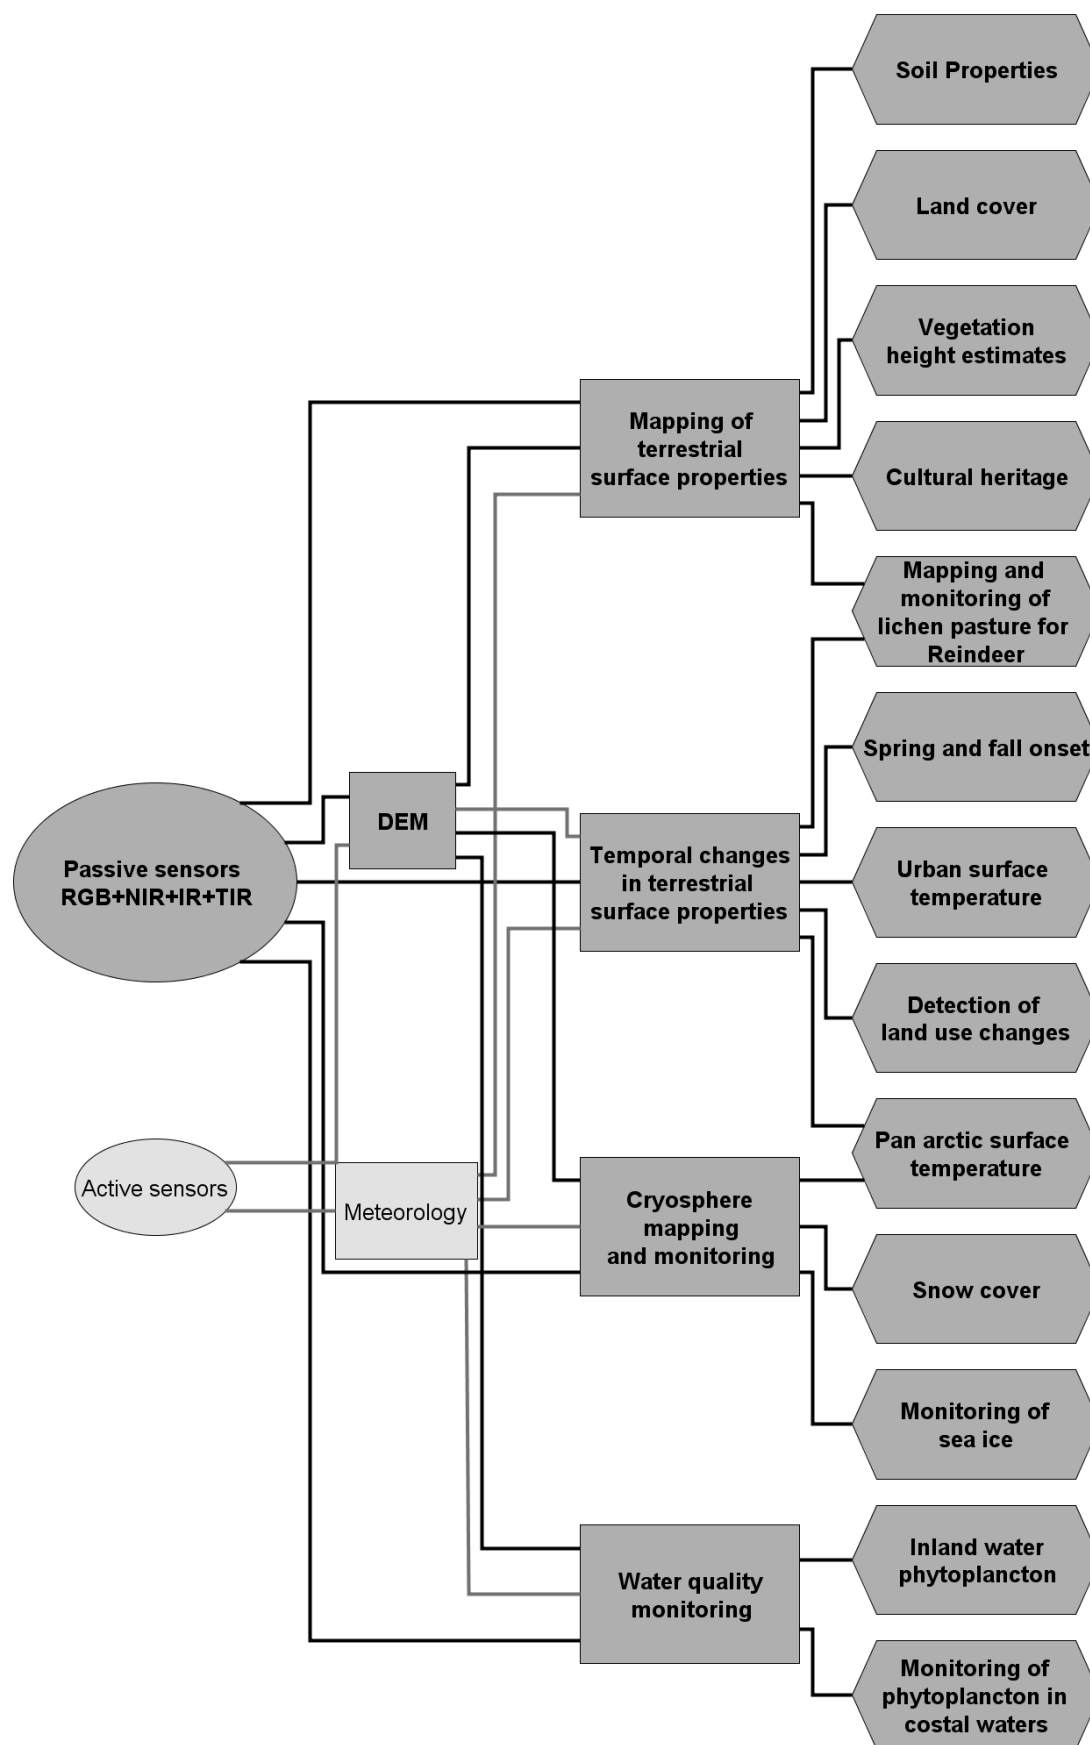 Soil Properties
Land cover
Vegetation
height estimates
Mapping of
terrestrial
surface properties
Cultural heritage
Mapping and
monitoring of
lichen pasture for
Reindeer
Spring and fall onset
DEM
Passive sensors
RGB+NIR+IR+TIR
Temporal changes
in terrestrial
surface properties
Urban surface
temperature
Detection of
land use changes
Pan arctic surface
temperature
Active sensors
Meteorology
Cryosphere
mapping
and monitoring
Snow cover
Monitoring of
sea ice
Inland water
phytoplancton
Water quality
monitoring
Monitoring of
phytoplancton in
costal waters